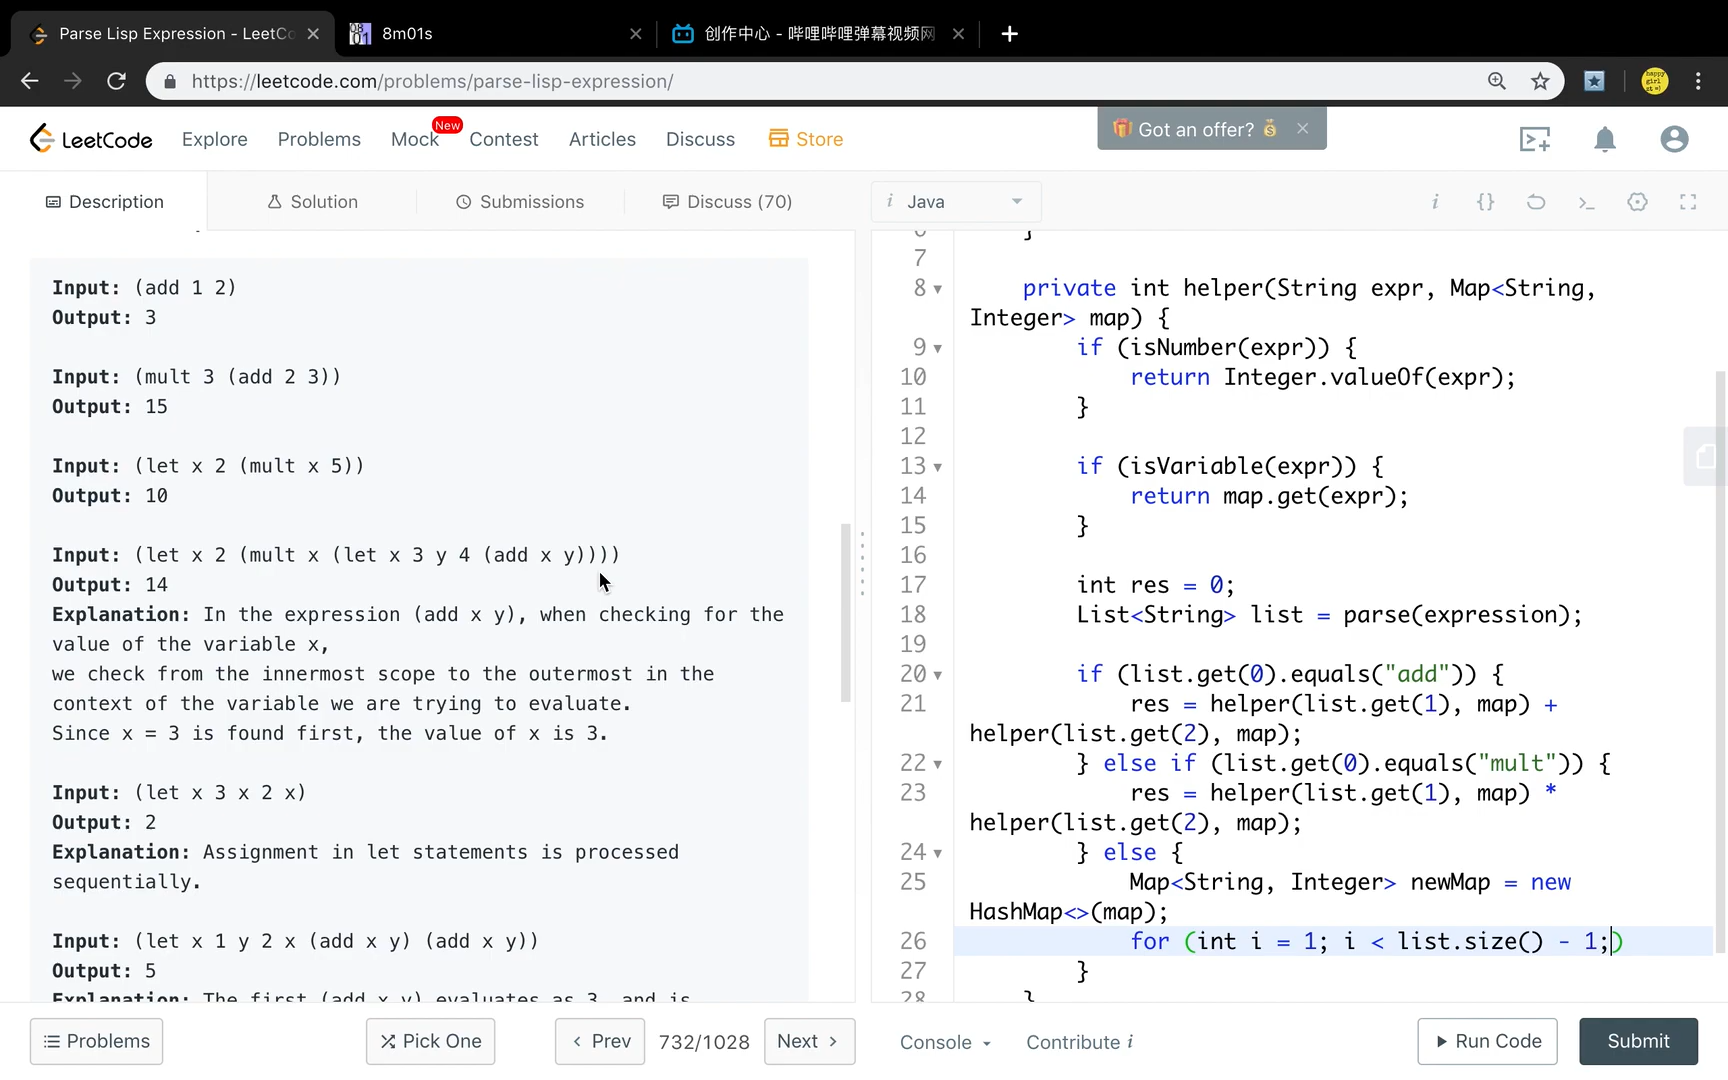 Parse Lisp Expression - LeetCo
8m01s
创作中心 - 哔哩哔哩弹幕视频网
https://leetcode.com/problems/parse-lisp-expression/
LeetCode
Explore
Problems
Mock
New
Contest
Articles
Discuss
Store
Got an offer?
Description
Solution
Submissions
Discuss (70)
i Java
Input: (add 1 2)
Output: 3
Input: (mult 3 (add 2 3))
Output: 15
Input: (let x 2 (mult x 5))
Output: 10
Input: (let x 2 (mult x (let x 3 y 4 (add x y))))
Output: 14
Explanation: In the expression (add x y), when checking for the
value of the variable x,
we check from the innermost scope to the outermost in the
context of the variable we are trying to evaluate.
Since x = 3 is found first, the value of x is 3.
Input: (let x 3 x 2 x)
Output: 2
Explanation: Assignment in let statements is processed
sequentially.
Input: (let x 1 y 2 x (add x y) (add x y))
Output: 5
Explanation: The first (add x y) evaluates as 3, and is
6 }
7
8 private int helper(String expr, Map<String,
Integer> map) {
9 if (isNumber(expr)) {
10 return Integer.valueOf(expr);
11 }
12
13 if (isVariable(expr)) {
14 return map.get(expr);
15 }
16
17 int res = 0;
18 List<String> list = parse(expression);
19
20 if (list.get(0).equals("add")) {
21 res = helper(list.get(1), map) +
helper(list.get(2), map);
22 } else if (list.get(0).equals("mult")) {
23 res = helper(list.get(1), map) *
helper(list.get(2), map);
24 } else {
25 Map<String, Integer> newMap = new
HashMap<>(map);
26 for (int i = 1; i < list.size() - 1;)
27 }
28 }
Problems
Pick One
Prev
732/1028
Next
Console
Contribute i
Run Code
Submit